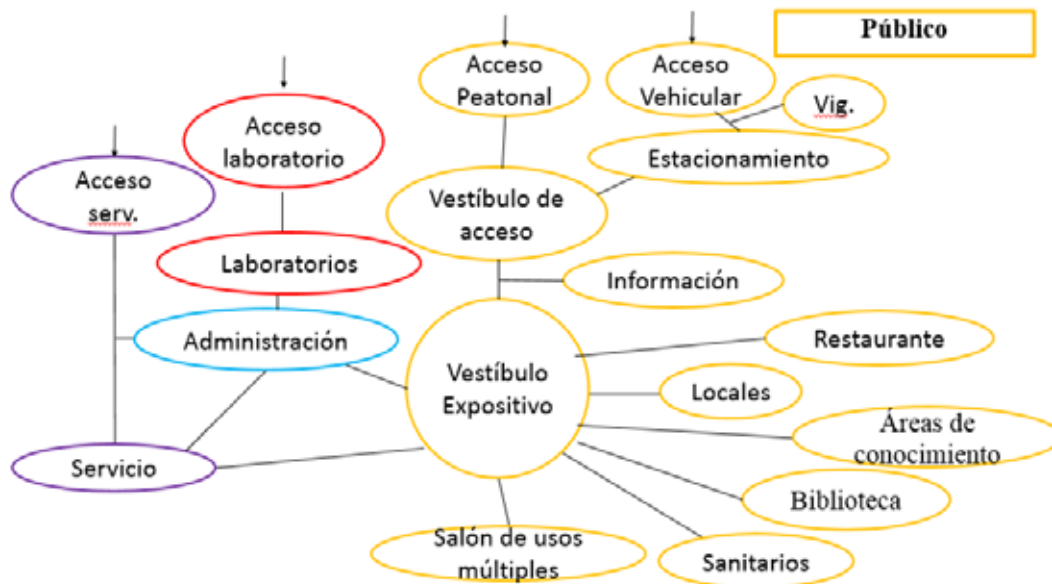 Público
Acceso
Peatonal
Acceso
Vehicular
Vig.
Acceso
laboratorio
Estacionamiento
Acceso
serv.
Vestíbulo de
acceso
Laboratorios
Información
Administración
Restaurante
Vestíbulo
Expositivo
Locales
Áreas de
conocimiento
Servicio
Biblioteca
Salón de usos
múltiples
Sanitarios